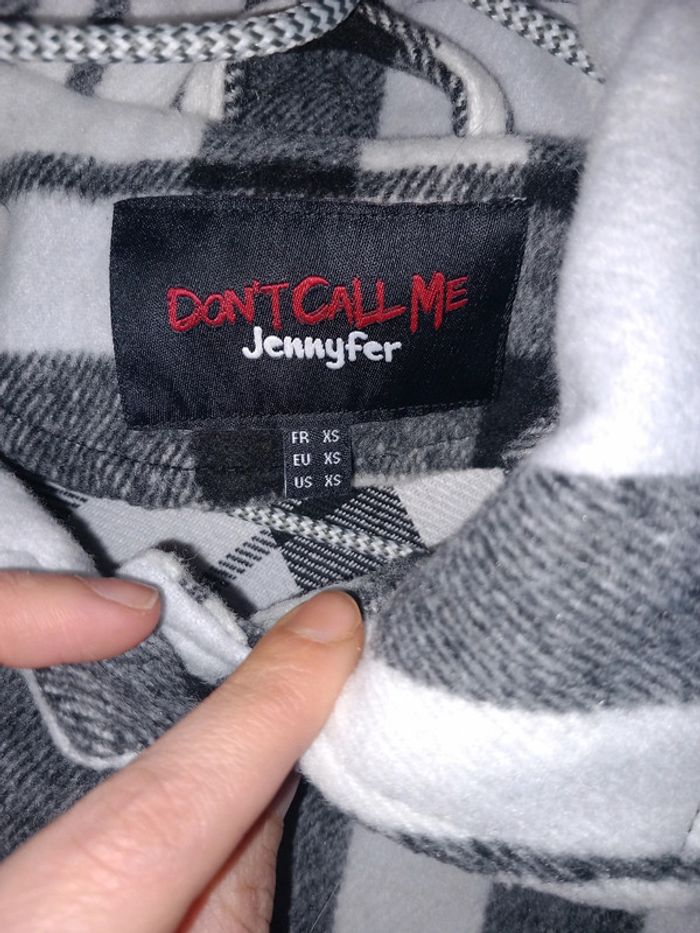 DON'T CALL ME
Jennyfer
FR XS
EU XS
US XS